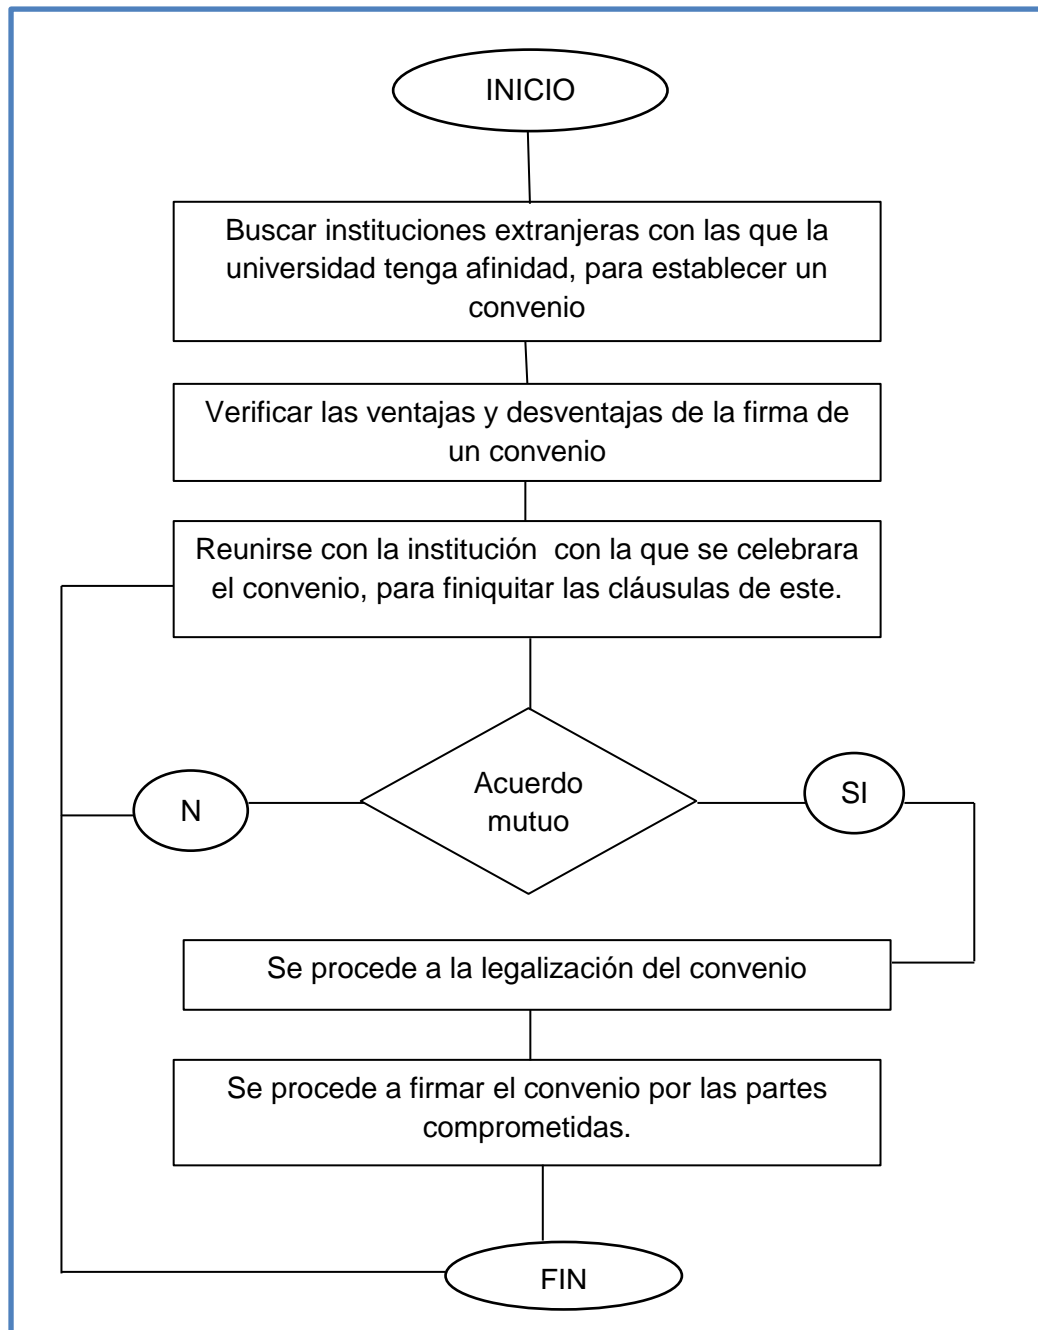 INICIO
Buscar instituciones extranjeras con las que la
universidad tenga afinidad, para establecer un
convenio
Verificar las ventajas y desventajas de la firma de
un convenio
Reunirse con la institución  con la que se celebrara
el convenio, para finiquitar las cláusulas de este.
Acuerdo
mutuo
N
SI
Se procede a la legalización del convenio
Se procede a firmar el convenio por las partes
comprometidas.
FIN